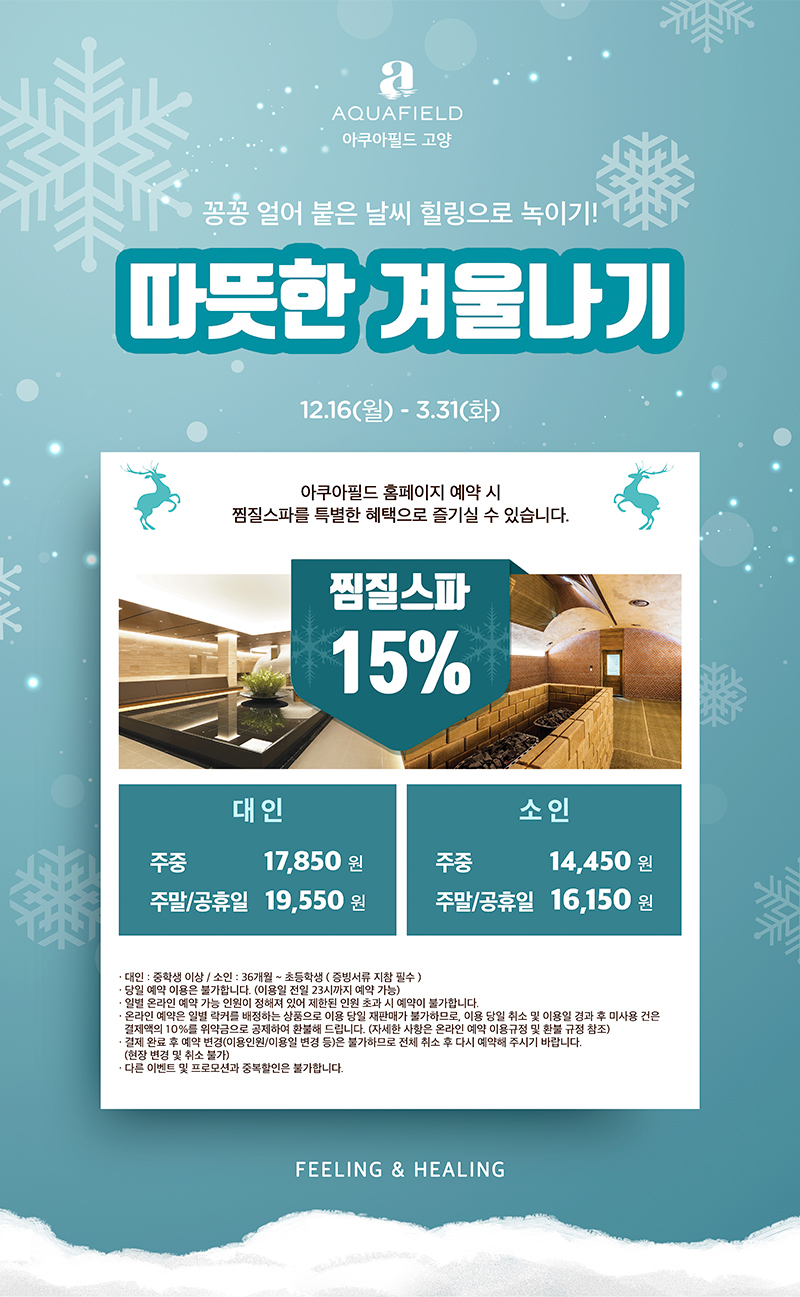 a
AQUAFIELD
아쿠아필드 고양
꽁꽁 얼어 붙은 날씨 힐링으로 녹이기!
따뜻한 겨울나기
12.16(월) - 3.31(화)
아쿠아필드 홈페이지 예약 시
찜질스파를 특별한 혜택으로 즐기실 수 있습니다.
찜질스파
15%
대 인
주중 17,850 원
주말/공휴일 19,550 원
소 인
주중 14,450 원
주말/공휴일 16,150 원
· 대인 : 중학생 이상 / 소인 : 36개월 ~ 초등학생 ( 증빙서류 지참 필수 )
· 당일 예약 이용은 불가합니다. (이용일 전일 23시까지 예약 가능)
· 일별 온라인 예약 가능 인원이 정해져 있어 제한된 인원 초과 시 예약이 불가합니다.
· 온라인 예약은 일별 락커를 배정하는 상품으로 이용 당일 재판매가 불가하므로, 이용 당일 취소 및 이용일 경과 후 미사용 건은
결제액의 10%를 위약금으로 공제하여 환불해 드립니다. (자세한 사항은 온라인 예약 이용규정 및 환불 규정 참조)
· 결제 완료 후 예약 변경(이용인원/이용일 변경 등)은 불가하므로 전체 취소 후 다시 예약해 주시기 바랍니다.
(현장 변경 및 취소 불가)
· 다른 이벤트 및 프로모션과 중복할인은 불가합니다.
FEELING & HEALING